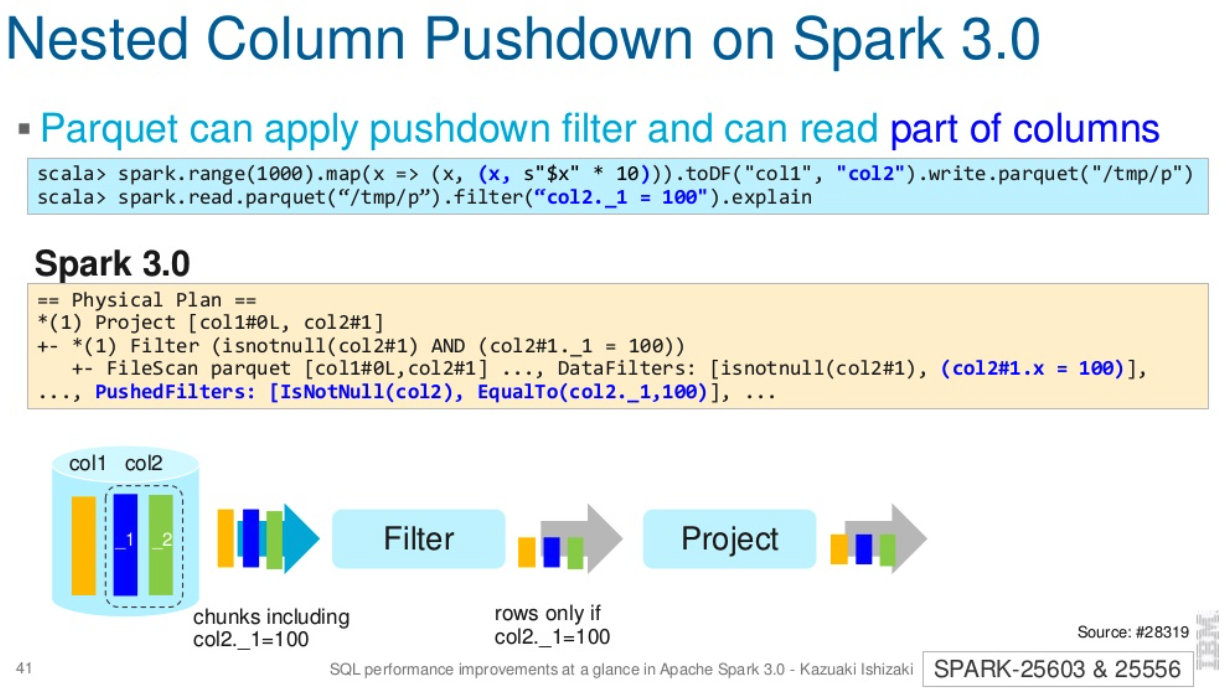 Nested Column Pushdown on Spark 3.0
▪ Parquet can apply pushdown filter and can read part of columns
scala> spark.range(1000).map(x => (x, (x, s"$x" * 10))).toDF("col1", "col2").write.parquet("/tmp/p")
scala> spark.read.parquet(“/tmp/p”).filter(“col2._1 = 100").explain
Spark 3.0
== Physical Plan ==
*(1) Project [col1#0L, col2#1]
+- *(1) Filter (isnotnull(col2#1) AND (col2#1._1 = 100))
   +- FileScan parquet [col1#0L,col2#1] ..., DataFilters: [isnotnull(col2#1), (col2#1.x = 100)],
..., PushedFilters: [IsNotNull(col2), EqualTo(col2._1,100)], ...
col1 col2
_1 _2
Filter
Project
chunks including
col2._1=100
rows only if
col2._1=100
Source: #28319
IBM
41
SQL performance improvements at a glance in Apache Spark 3.0 - Kazuaki Ishizaki
SPARK-25603 & 25556